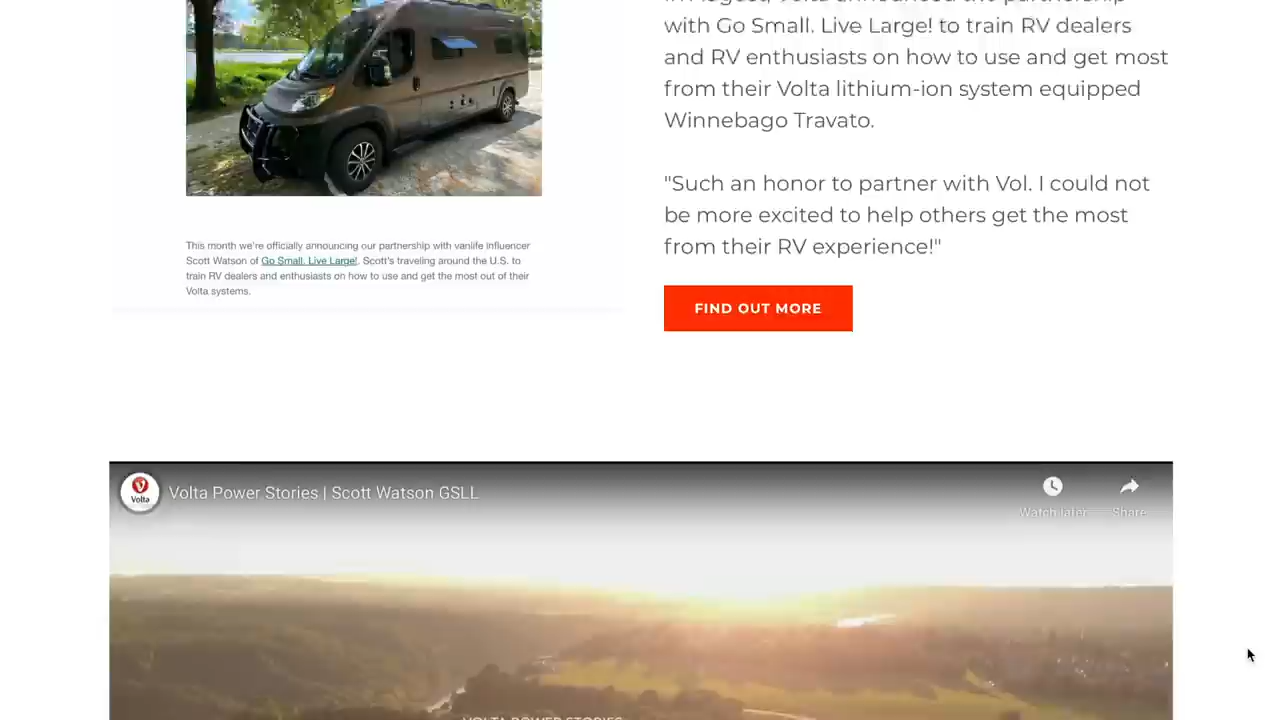 with Go Small. Live Large! to train RV dealers
and RV enthusiasts on how to use and get most
from their Volta lithium-ion system equipped
Winnebago Travato.
"Such an honor to partner with Vol. I could not
be more excited to help others get the most
from their RV experience!"
FIND OUT MORE
This month we're officially announcing our partnership with vanlife influencer
Scott Watson of Go Small. Live Large!. Scott's traveling around the U.S. to
train RV dealers and enthusiasts on how to use and get the most out of their
Volta systems.
Volta
Volta Power Stories | Scott Watson GSLL
Watch later
Share
VOLTA POWER STORIES